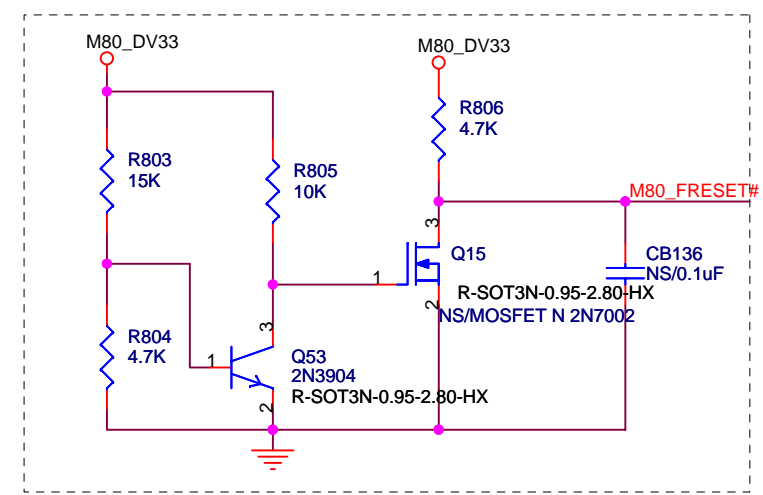 M80_DV33
M80_DV33
R806
4.7K
R803
15K
R805
10K
M80_FRESET#
3
Q15
1
CB136
NS/0.1uF
R-SOT3N-0.95-2.80-HX
2
NS/MOSFET N 2N7002
R804
4.7K
3
1
Q53
2N3904
R-SOT3N-0.95-2.80-HX
2